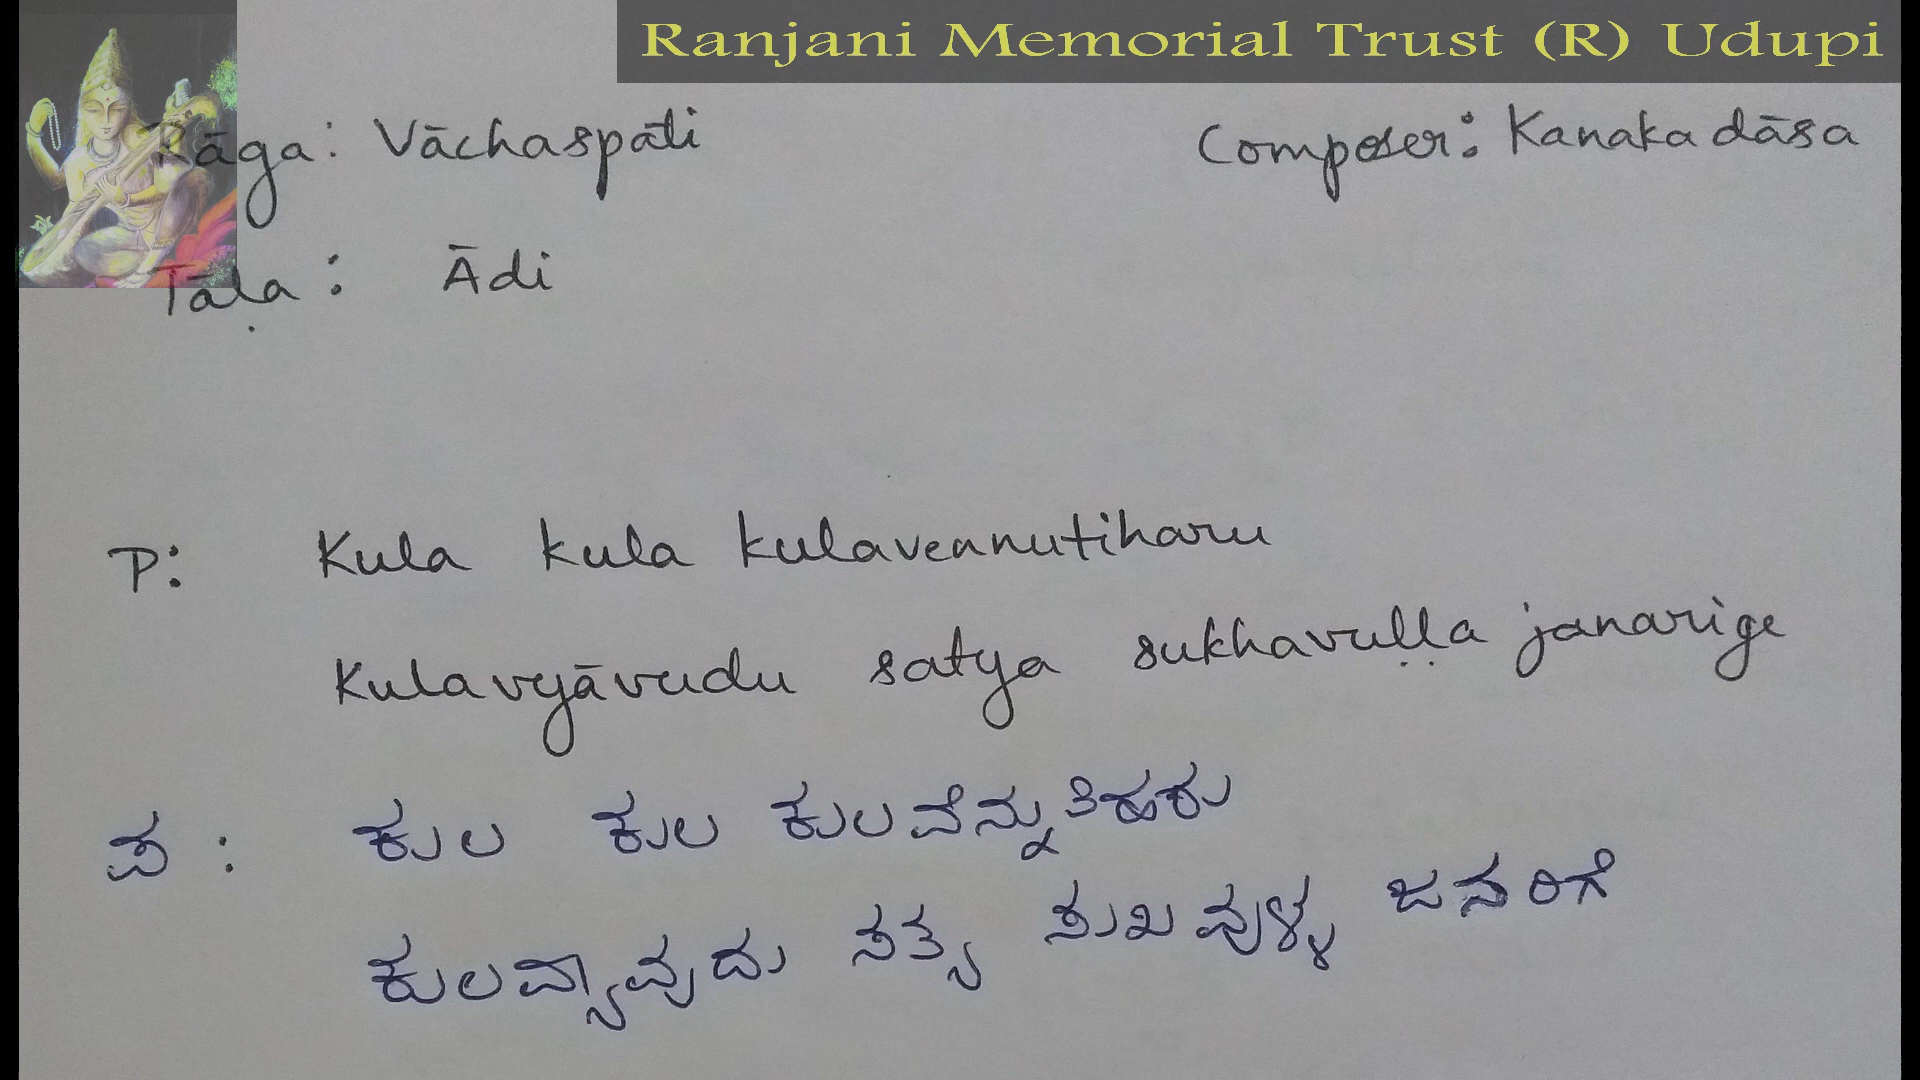 Ranjani Memorial Trust (R) Udupi
Rāga: Vāchaspati
Composer: Kanakadāsa
Tāḷa: Ādi
P: Kula kula kulavennutiharu
Kulavyāvudu satya sukhavuḷḷa janarige
ಪ : ಕುಲ ಕುಲ ಕುಲವೆನ್ನುತಿಹರು
ಕುಲವ್ಯಾವುದು ಸತ್ಯ ಸುಖವುಳ್ಳ ಜನರಿಗೆ